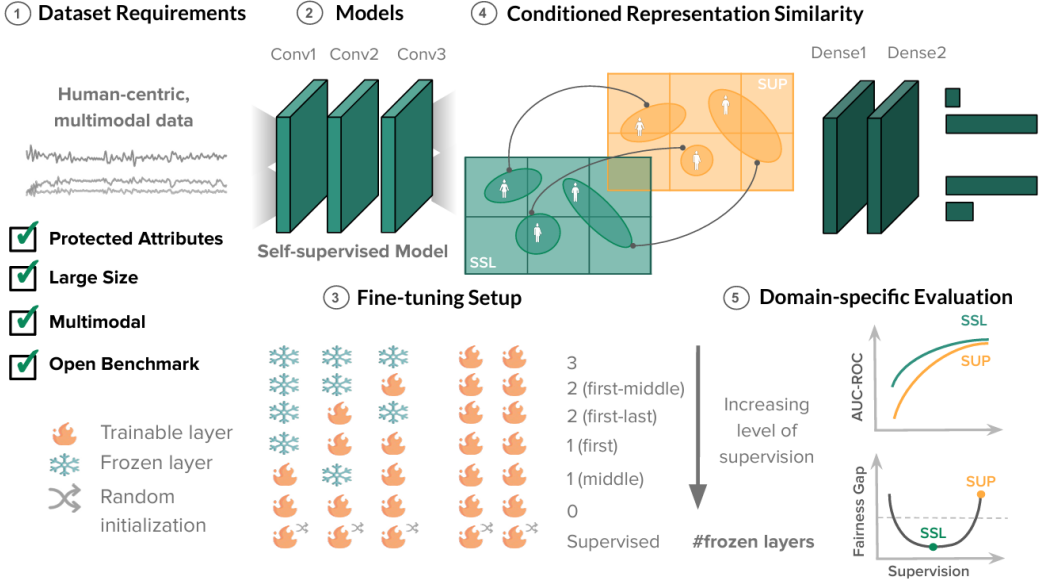 1 Dataset Requirements
Human-centric,
multimodal data
Protected Attributes
Large Size
Multimodal
Open Benchmark
Trainable layer
Frozen layer
Random
initialization
2 Models
Conv1 Conv2 Conv3
Self-supervised Model
3 Fine-tuning Setup
3
2 (first-middle)
2 (first-last)
1 (first)
1 (middle)
0
Supervised
Increasing
level of
supervision
#frozen layers
4 Conditioned Representation Similarity
SUP
SSL
Dense1 Dense2
5 Domain-specific Evaluation
AUC-ROC
SSL
SUP
Fairness Gap
SUP
SSL
Supervision